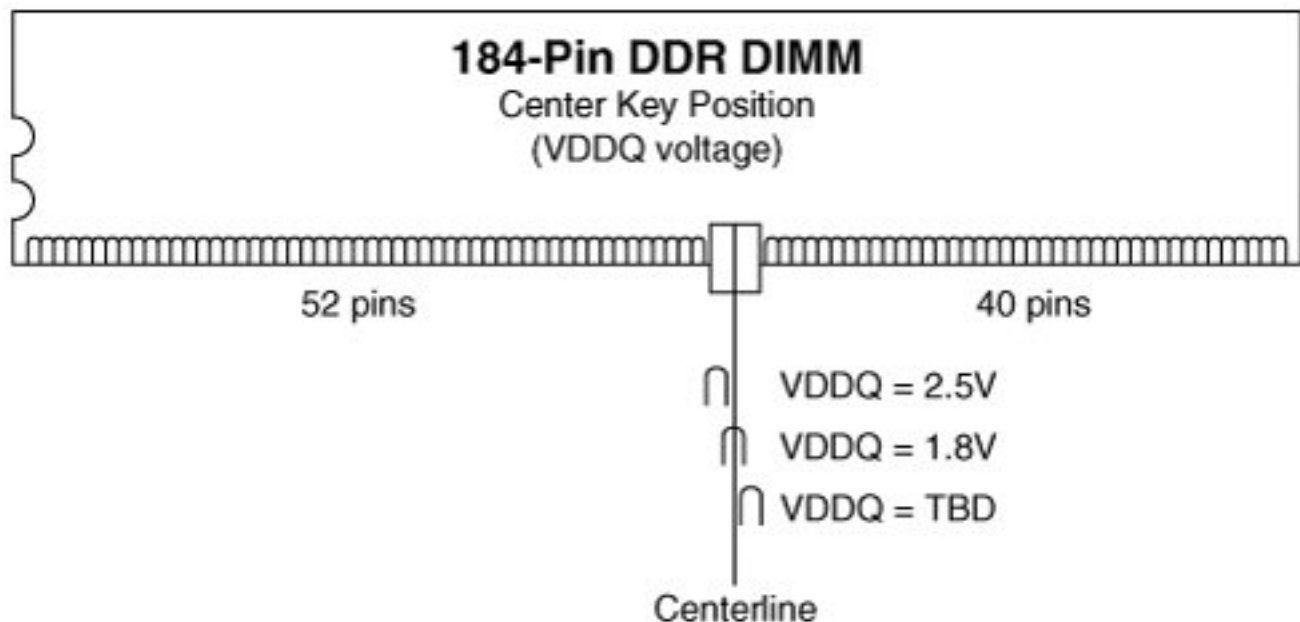 184-Pin DDR DIMM
Center Key Position
(VDDQ voltage)
52 pins
40 pins
VDDQ = 2.5V
VDDQ = 1.8V
VDDQ = TBD
Centerline